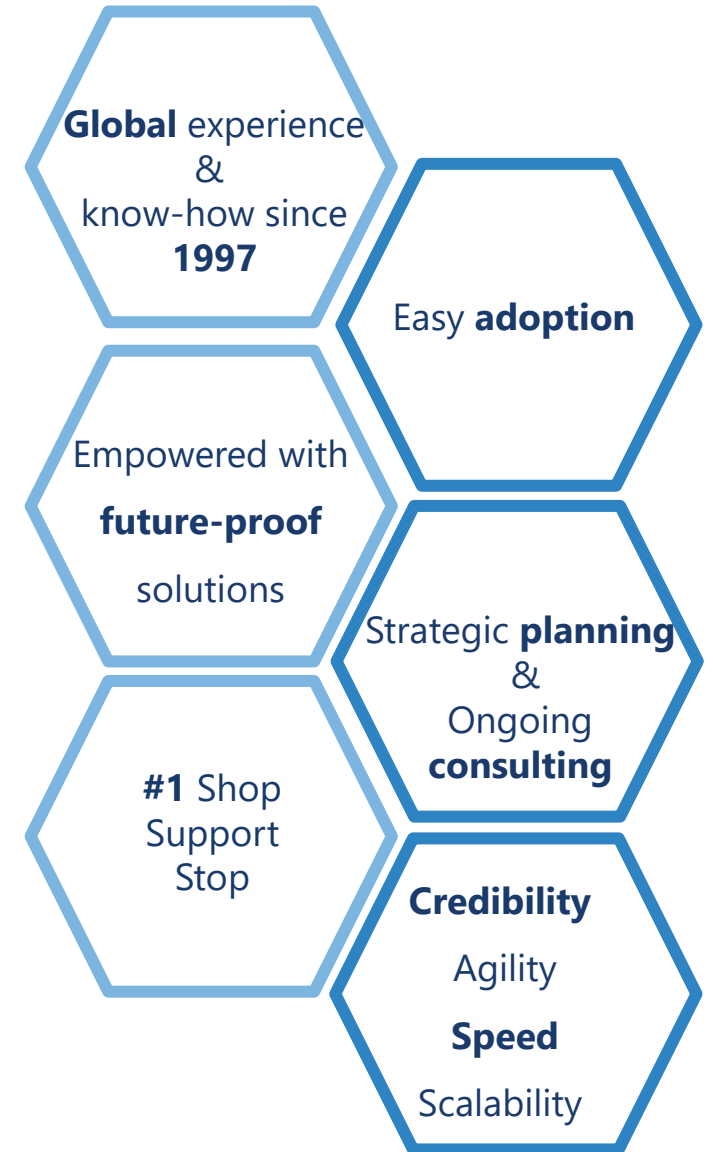 Global experience
&
know-how since
1997
Easy adoption
Empowered with
future-proof
solutions
Strategic planning
&
Ongoing
consulting
#1 Shop
Support
Stop
Credibility
Agility
Speed
Scalability